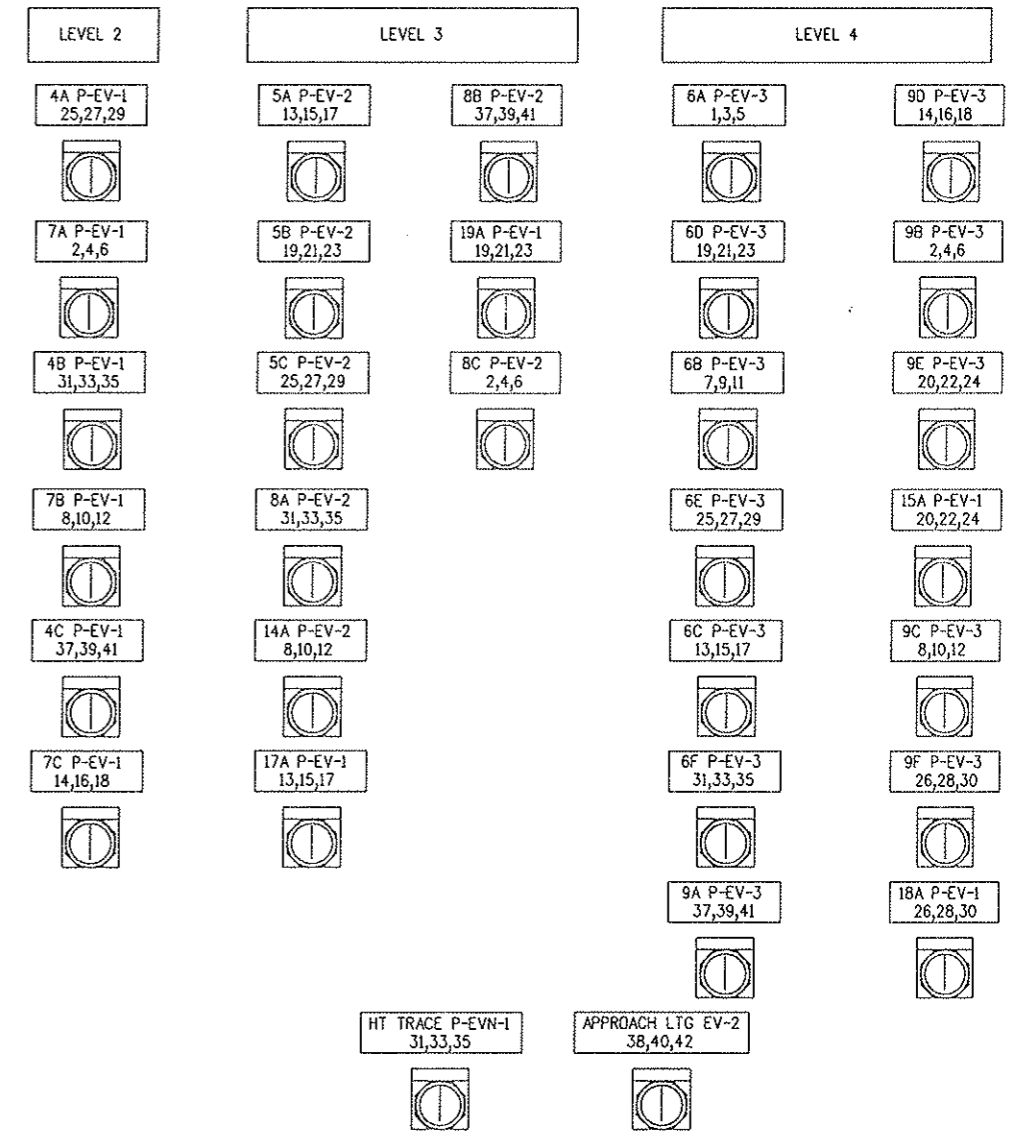 LEVEL 2
LEVEL 3
LEVEL 4
4A P-EV-1
25,27,29
5A P-EV-2
13,15,17
8B P-EV-2
37,39,41
6A P-EV-3
1,3,5
9D P-EV-3
14,16,18
7A P-EV-1
2,4,6
5B P-EV-2
19,21,23
19A P-EV-1
19,21,23
6D P-EV-3
19,21,23
9B P-EV-3
2,4,6
4B P-EV-1
31,33,35
5C P-EV-2
25,27,29
8C P-EV-2
2,4,6
6B P-EV-3
7,9,11
9E P-EV-3
20,22,24
7B P-EV-1
8,10,12
8A P-EV-2
31,33,35
6E P-EV-3
25,27,29
15A P-EV-1
20,22,24
4C P-EV-1
37,39,41
14A P-EV-2
8,10,12
6C P-EV-3
13,15,17
9C P-EV-3
8,10,12
7C P-EV-1
14,16,18
17A P-EV-1
13,15,17
6F P-EV-3
31,33,35
9F P-EV-3
26,28,30
9A P-EV-3
37,39,41
18A P-EV-1
26,28,30
HT TRACE P-EVN-1
31,33,35
APPROACH LTG EV-2
38,40,42